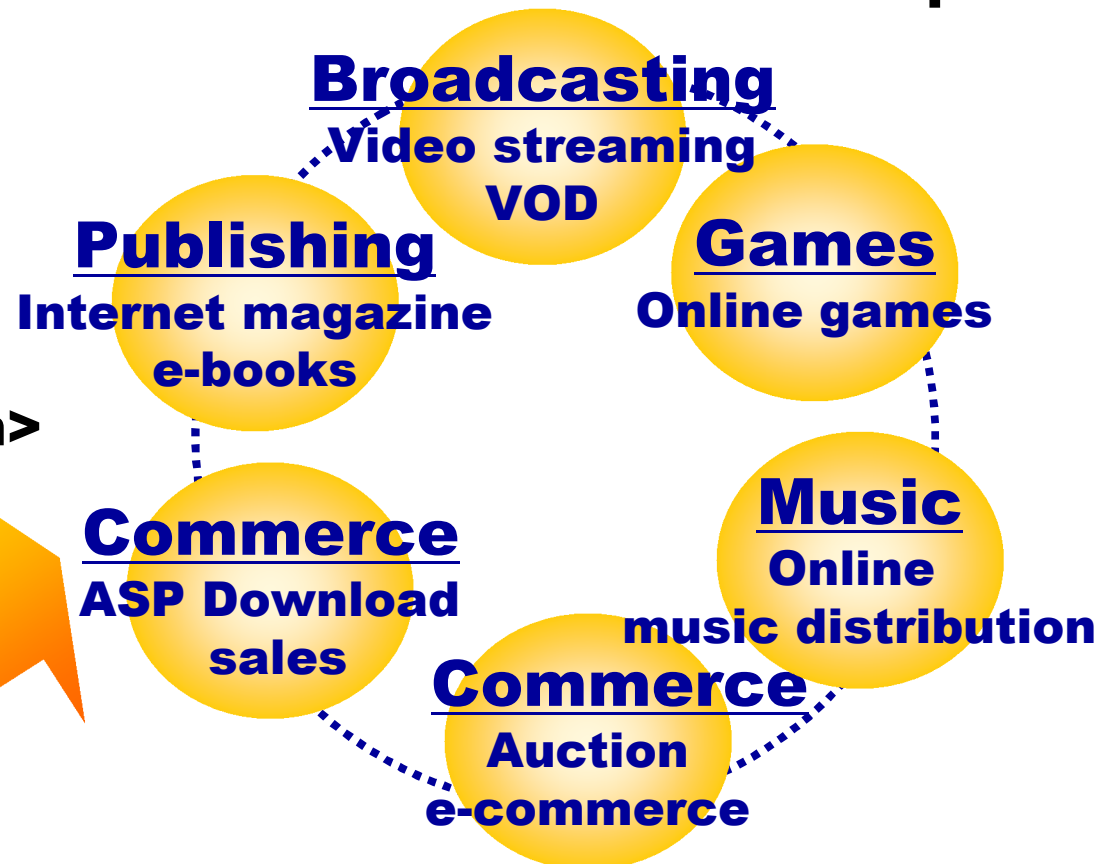 Broadcasting
Video streaming
VOD
Publishing
Internet magazine
e-books
Games
Online games
Music
Online
music distribution
Commerce
ASP Download
sales
Commerce
Auction
e-commerce